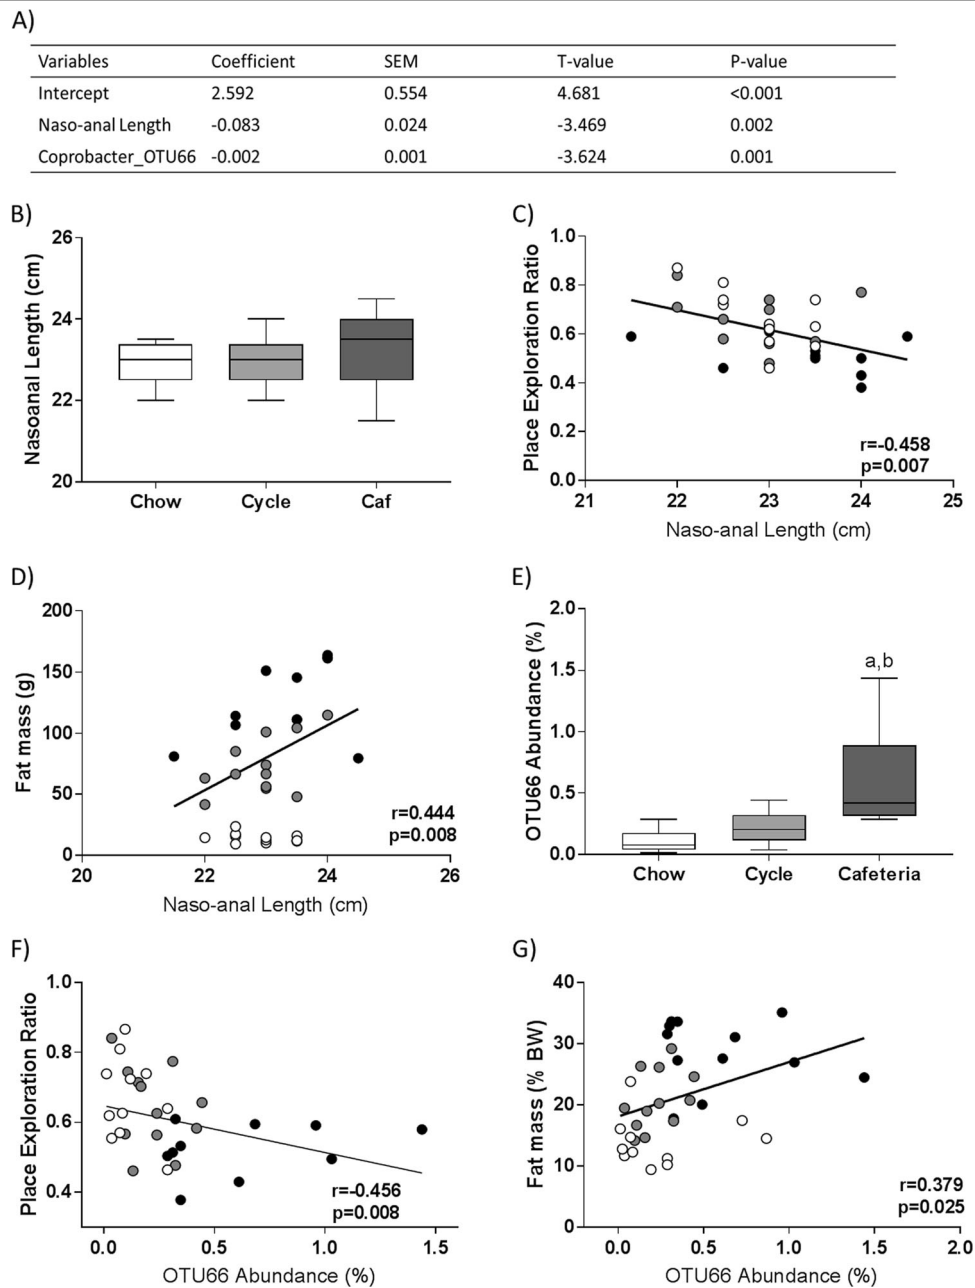 A)
Variables Coefficient SEM T-value P-value
Intercept 2.592 0.554 4.681 <0.001
Naso-anal Length -0.083 0.024 -3.469 0.002
Coprobacter_OTU66 -0.002 0.001 -3.624 0.001
B)
Nasoanal Length (cm)
26
24
22
20
Chow Cycle Caf
C)
Place Exploration Ratio
1.0
0.8
0.6
0.4
0.2
0.0
r=-0.458
p=0.007
21 22 23 24 25
Naso-anal Length (cm)
D)
Fat mass (g)
200
150
100
50
0
r=0.444
p=0.008
20 22 24 26
Naso-anal Length (cm)
E)
OTU66 Abundance (%)
2.0
1.5
1.0
0.5
0.0
a,b
Chow Cycle Cafeteria
F)
Place Exploration Ratio
1.0
0.8
0.6
0.4
r=-0.456
p=0.008
0.0 0.5 1.0 1.5
OTU66 Abundance (%)
G)
Fat mass (% BW)
40
30
20
10
0
r=0.379
p=0.025
0.0 0.5 1.0 1.5 2.0
OTU66 Abundance (%)